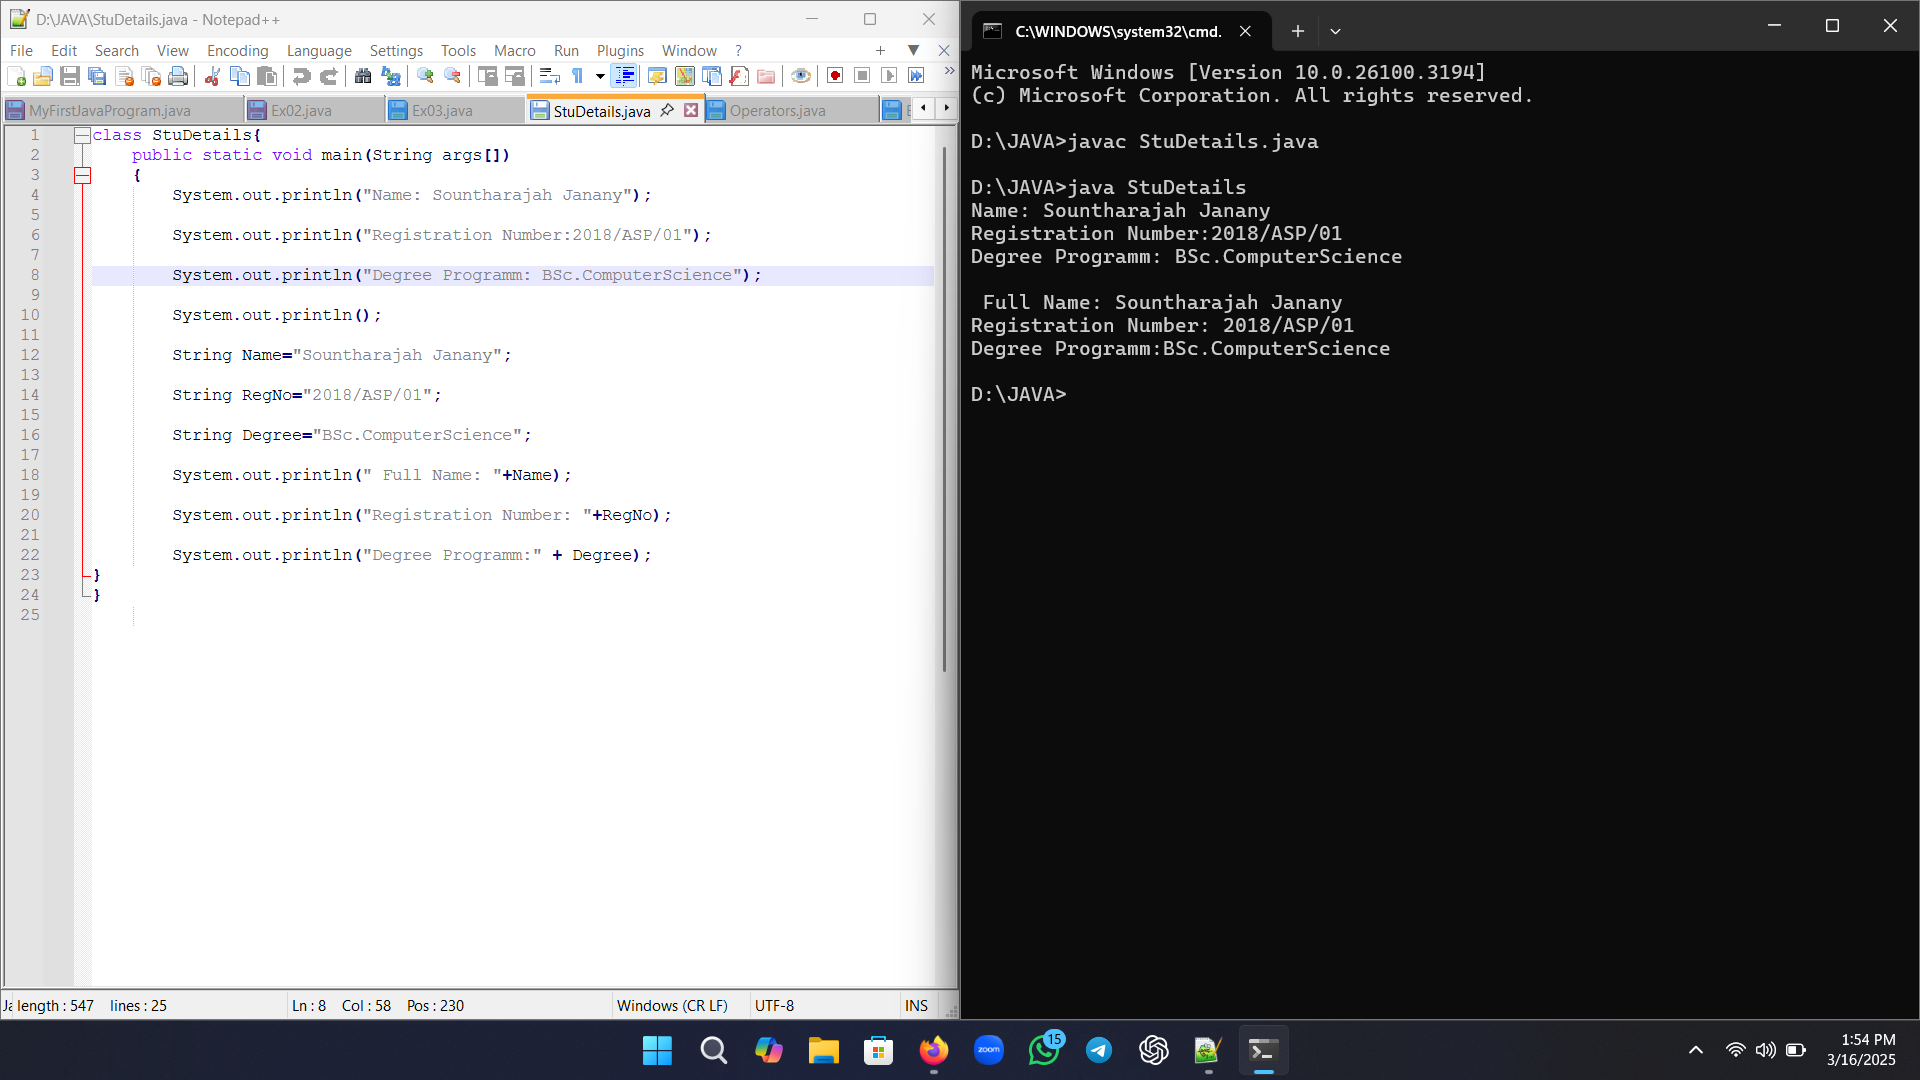 D:\JAVA\StuDetails.java - Notepad++
File Edit Search View Encoding Language Settings Tools Macro Run Plugins Window ?
MyFirstJavaProgram.java Ex02.java Ex03.java StuDetails.java Operators.java
1 class StuDetails{
2 public static void main(String args[])
3 {
4 System.out.println("Name: Sountharajah Janany");
5
6 System.out.println("Registration Number:2018/ASP/01");
7
8 System.out.println("Degree Programm: BSc.ComputerScience");
9
10 System.out.println();
11
12 String Name="Sountharajah Janany";
13
14 String RegNo="2018/ASP/01";
15
16 String Degree="BSc.ComputerScience";
17
18 System.out.println(" Full Name: "+Name);
19
20 System.out.println("Registration Number: "+RegNo);
21
22 System.out.println("Degree Programm:" + Degree);
23 }
24 }
25
length : 547 lines : 25 Ln : 8 Col : 58 Pos : 230 Windows (CR LF) UTF-8 INS
C:\WINDOWS\system32\cmd.
Microsoft Windows [Version 10.0.26100.3194]
(c) Microsoft Corporation. All rights reserved.
D:\JAVA>javac StuDetails.java
D:\JAVA>java StuDetails
Name: Sountharajah Janany
Registration Number:2018/ASP/01
Degree Programm: BSc.ComputerScience
 Full Name: Sountharajah Janany
Registration Number: 2018/ASP/01
Degree Programm:BSc.ComputerScience
D:\JAVA>
zoom
15
1:54 PM
3/16/2025